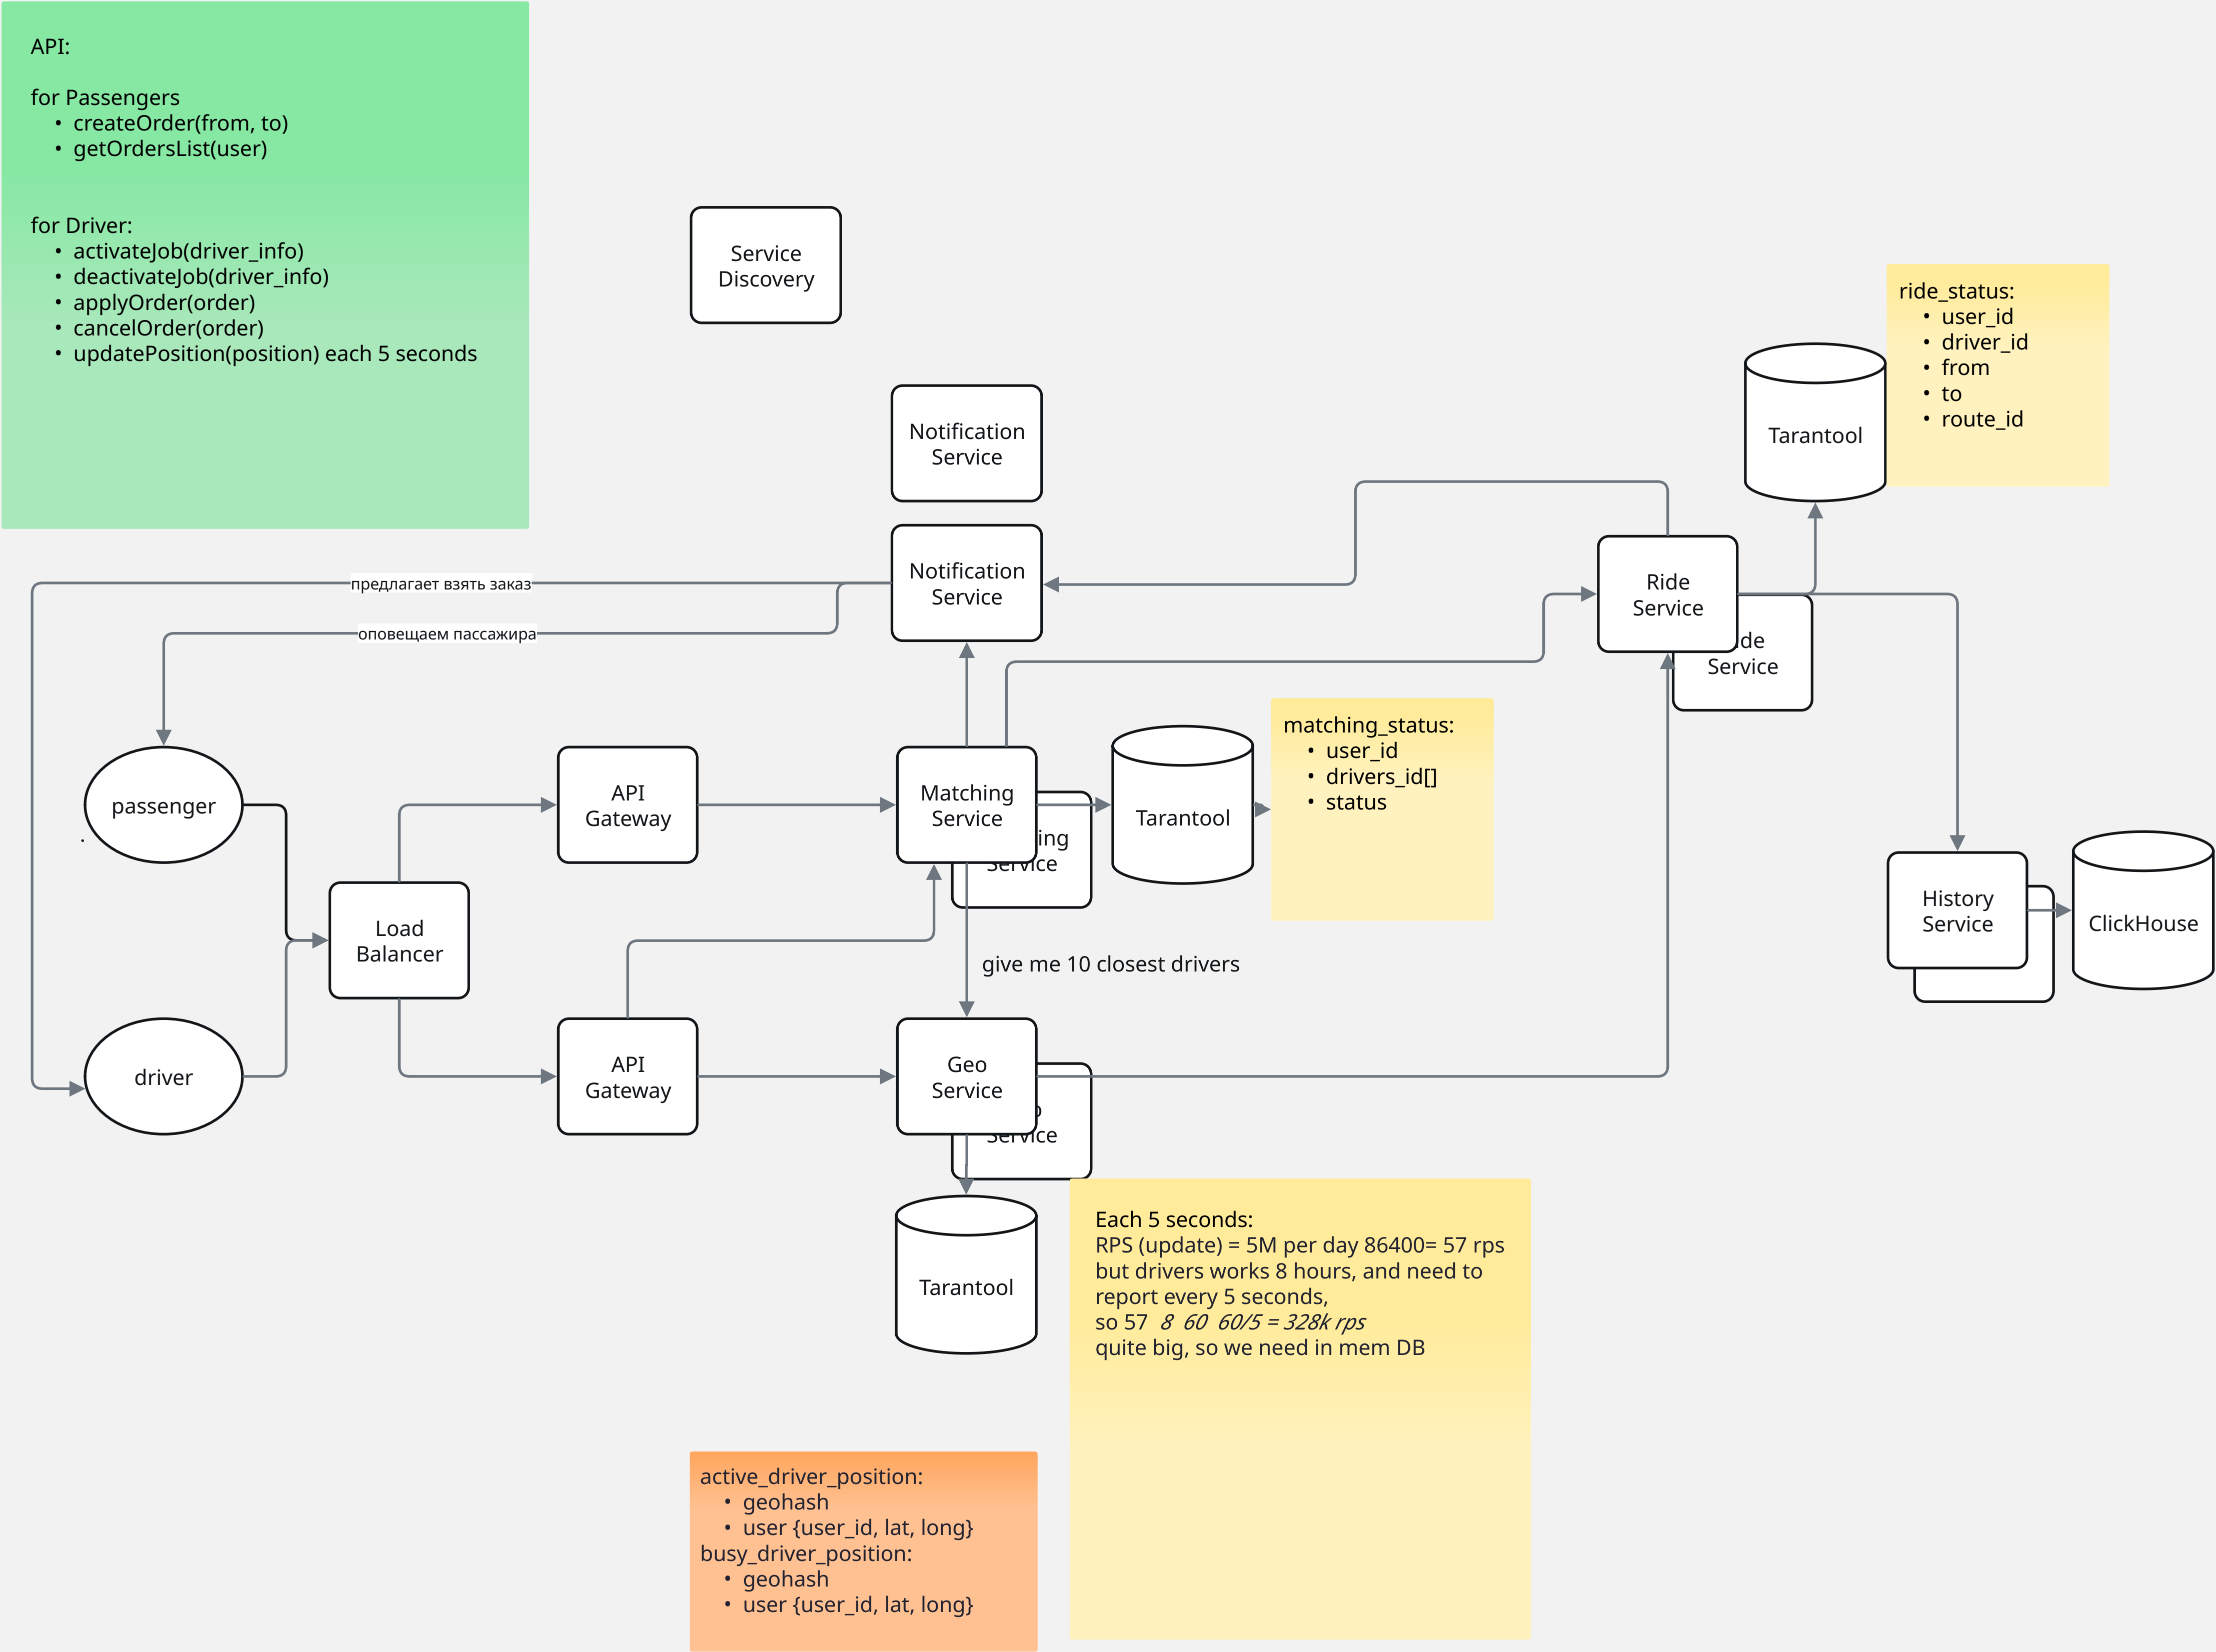 API:
for Passengers
• createOrder(from, to)
• getOrdersList(user)
for Driver:
• activateJob(driver_info)
• deactivateJob(driver_info)
• applyOrder(order)
• cancelOrder(order)
• updatePosition(position) each 5 seconds
Service
Discovery
ride_status:
• user_id
• driver_id
• from
• to
• route_id
Tarantool
Notification
Service
Notification
Service
Ride
Service
Service
предлагает взять заказ
оповещаем пассажира
matching_status:
• user_id
• drivers_id[]
• status
passenger
API
Gateway
Matching
Service
Service
Tarantool
Load
Balancer
History
Service
ClickHouse
give me 10 closest drivers
driver
API
Gateway
Geo
Service
Service
Tarantool
Each 5 seconds:
RPS (update) = 5M per day 86400= 57 rps
but drivers works 8 hours, and need to
report every 5 seconds,
so 57 8 60 60/5 = 328k rps
quite big, so we need in mem DB
active_driver_position:
• geohash
• user {user_id, lat, long}
busy_driver_position:
• geohash
• user {user_id, lat, long}